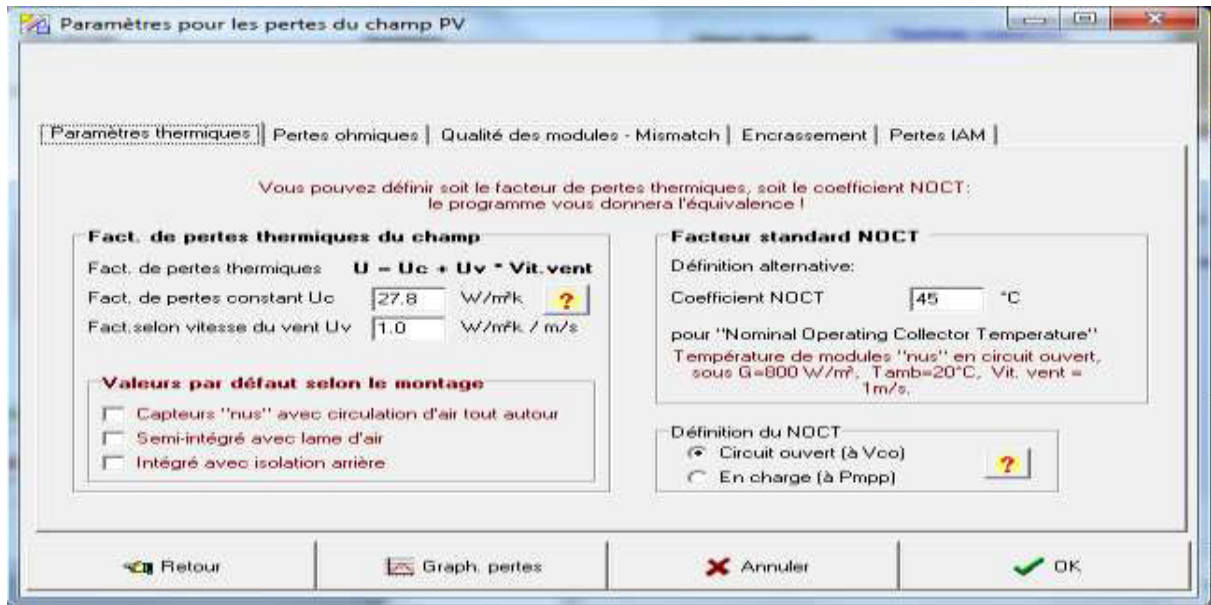 Paramètres pour les pertes du champ PV
Paramètres thermiques | Pertes ohmiques | Qualité des modules - Mismatch | Encrassement | Pertes IAM
Vous pouvez définir soit le facteur de pertes thermiques, soit le coefficient NOCT:
le programme vous donnera l'équivalence !
Fact. de pertes thermiques du champ
Fact. de pertes thermiques U = Uc + Uv * Vit.vent
Fact. de pertes constant Uc 27.8 W/m²k ?
Fact.selon vitesse du vent Uv 1.0 W/m²k / m/s
Valeurs par défaut selon le montage
Capteurs "nus" avec circulation d'air tout autour
Semi-intégré avec lame d'air
Intégré avec isolation arrière
Facteur standard NOCT
Définition alternative:
Coefficient NOCT 45 °C
pour "Nominal Operating Collector Temperature"
Température de modules "nus" en circuit ouvert,
sous G=800 W/m², Tamb=20°C, Vit. vent =
1m/s.
Définition du NOCT
Circuit ouvert (à Vco)
En charge (à Pmpp)
?
Retour
Graph. pertes
Annuler
OK